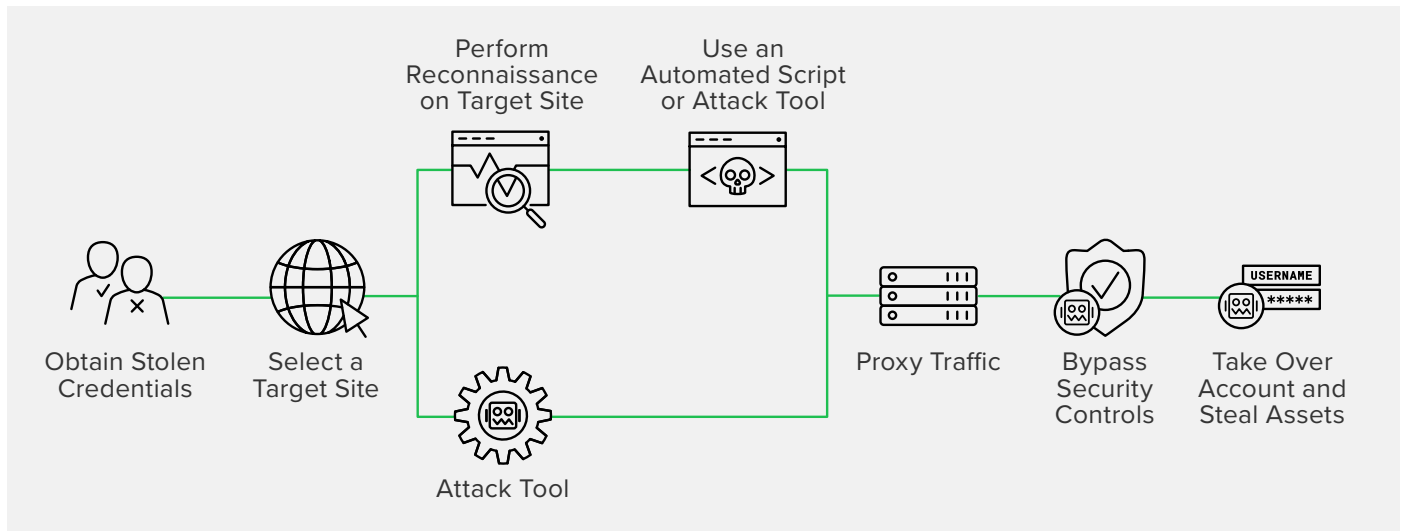 Perform
Reconnaissance
on Target Site
Use an
Automated Script
or Attack Tool
Obtain Stolen
Credentials
Select a
Target Site
Attack Tool
Proxy Traffic
Bypass
Security
Controls
USERNAME
*****
Take Over
Account and
Steal Assets